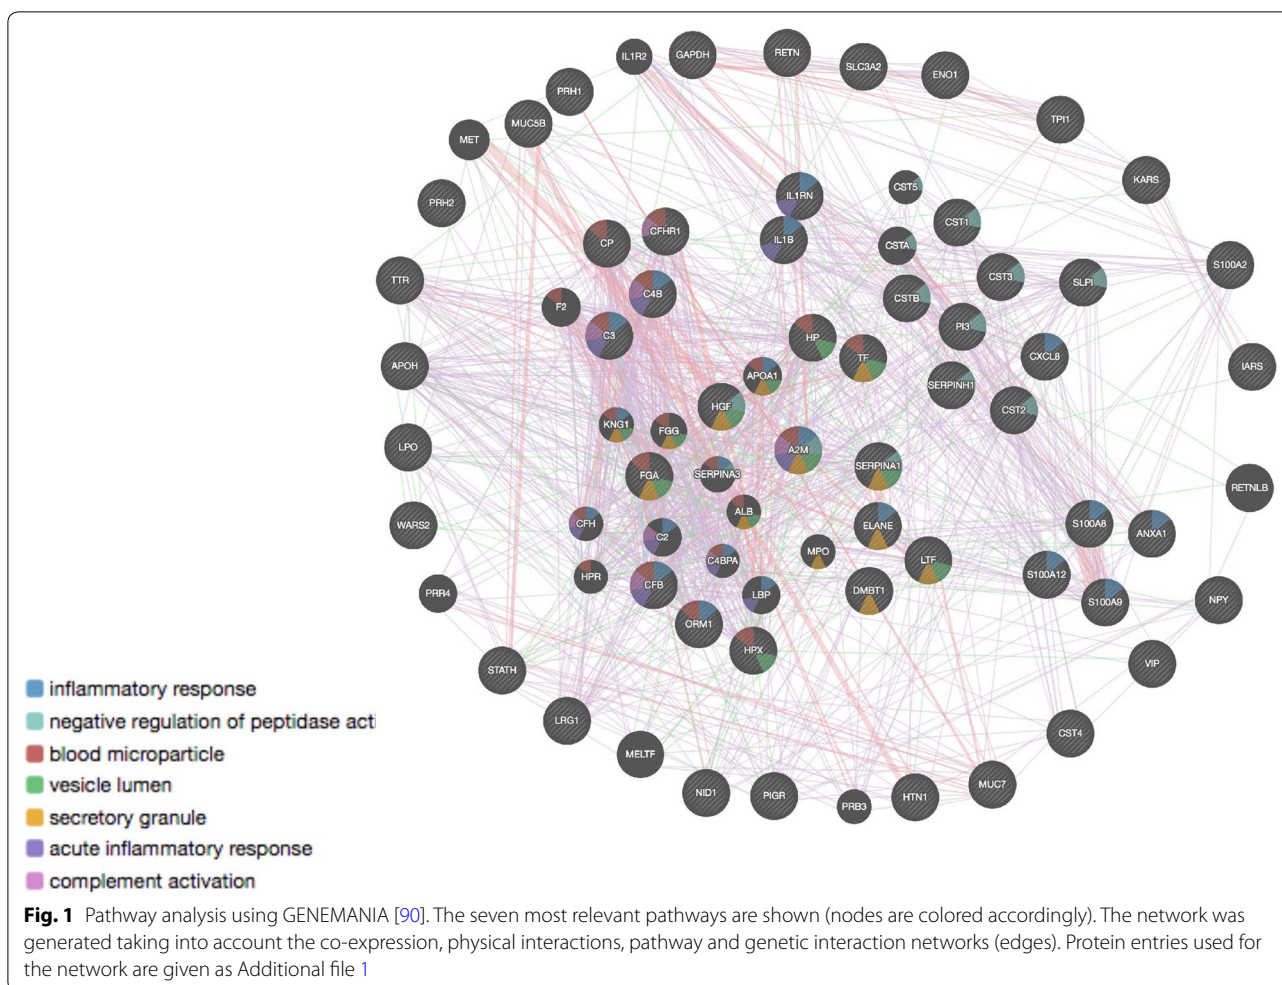 IL1R2
GAPDH
RETN
SLC3A2
ENO1
PRH1
MUC5B
TPI1
MET
KARS
PRH2
IL1RN
CST5
CST1
CFHR1
CP
IL1B
CSTA
S100A2
TTR
C4B
CST3
SLPI
F2
CSTB
C3
PI3
HP
TF
CXCL8
APOH
APOA1
SERPINH1
IARS
HGF
CST2
KNG1
FGG
LPO
A2M
SERPINA1
FGA
SERPINA3
RETNLB
ALB
WARS2
CFH
C2
ELANE
S100A8
ANXA1
MPO
C4BPA
LTF
HPR
CFB
LBP
DMBT1
S100A12
S100A9
NPY
PRR4
ORM1
HPX
VIP
STATH
LRG1
CST4
MELTF
NID1
PIGR
PRB3
HTN1
MUC7
inflammatory response
negative regulation of peptidase acti
blood microparticle
vesicle lumen
secretory granule
acute inflammatory response
complement activation
Fig. 1 Pathway analysis using GENEMANIA [90]. The seven most relevant pathways are shown (nodes are colored accordingly). The network was
generated taking into account the co-expression, physical interactions, pathway and genetic interaction networks (edges). Protein entries used for
the network are given as Additional file 1